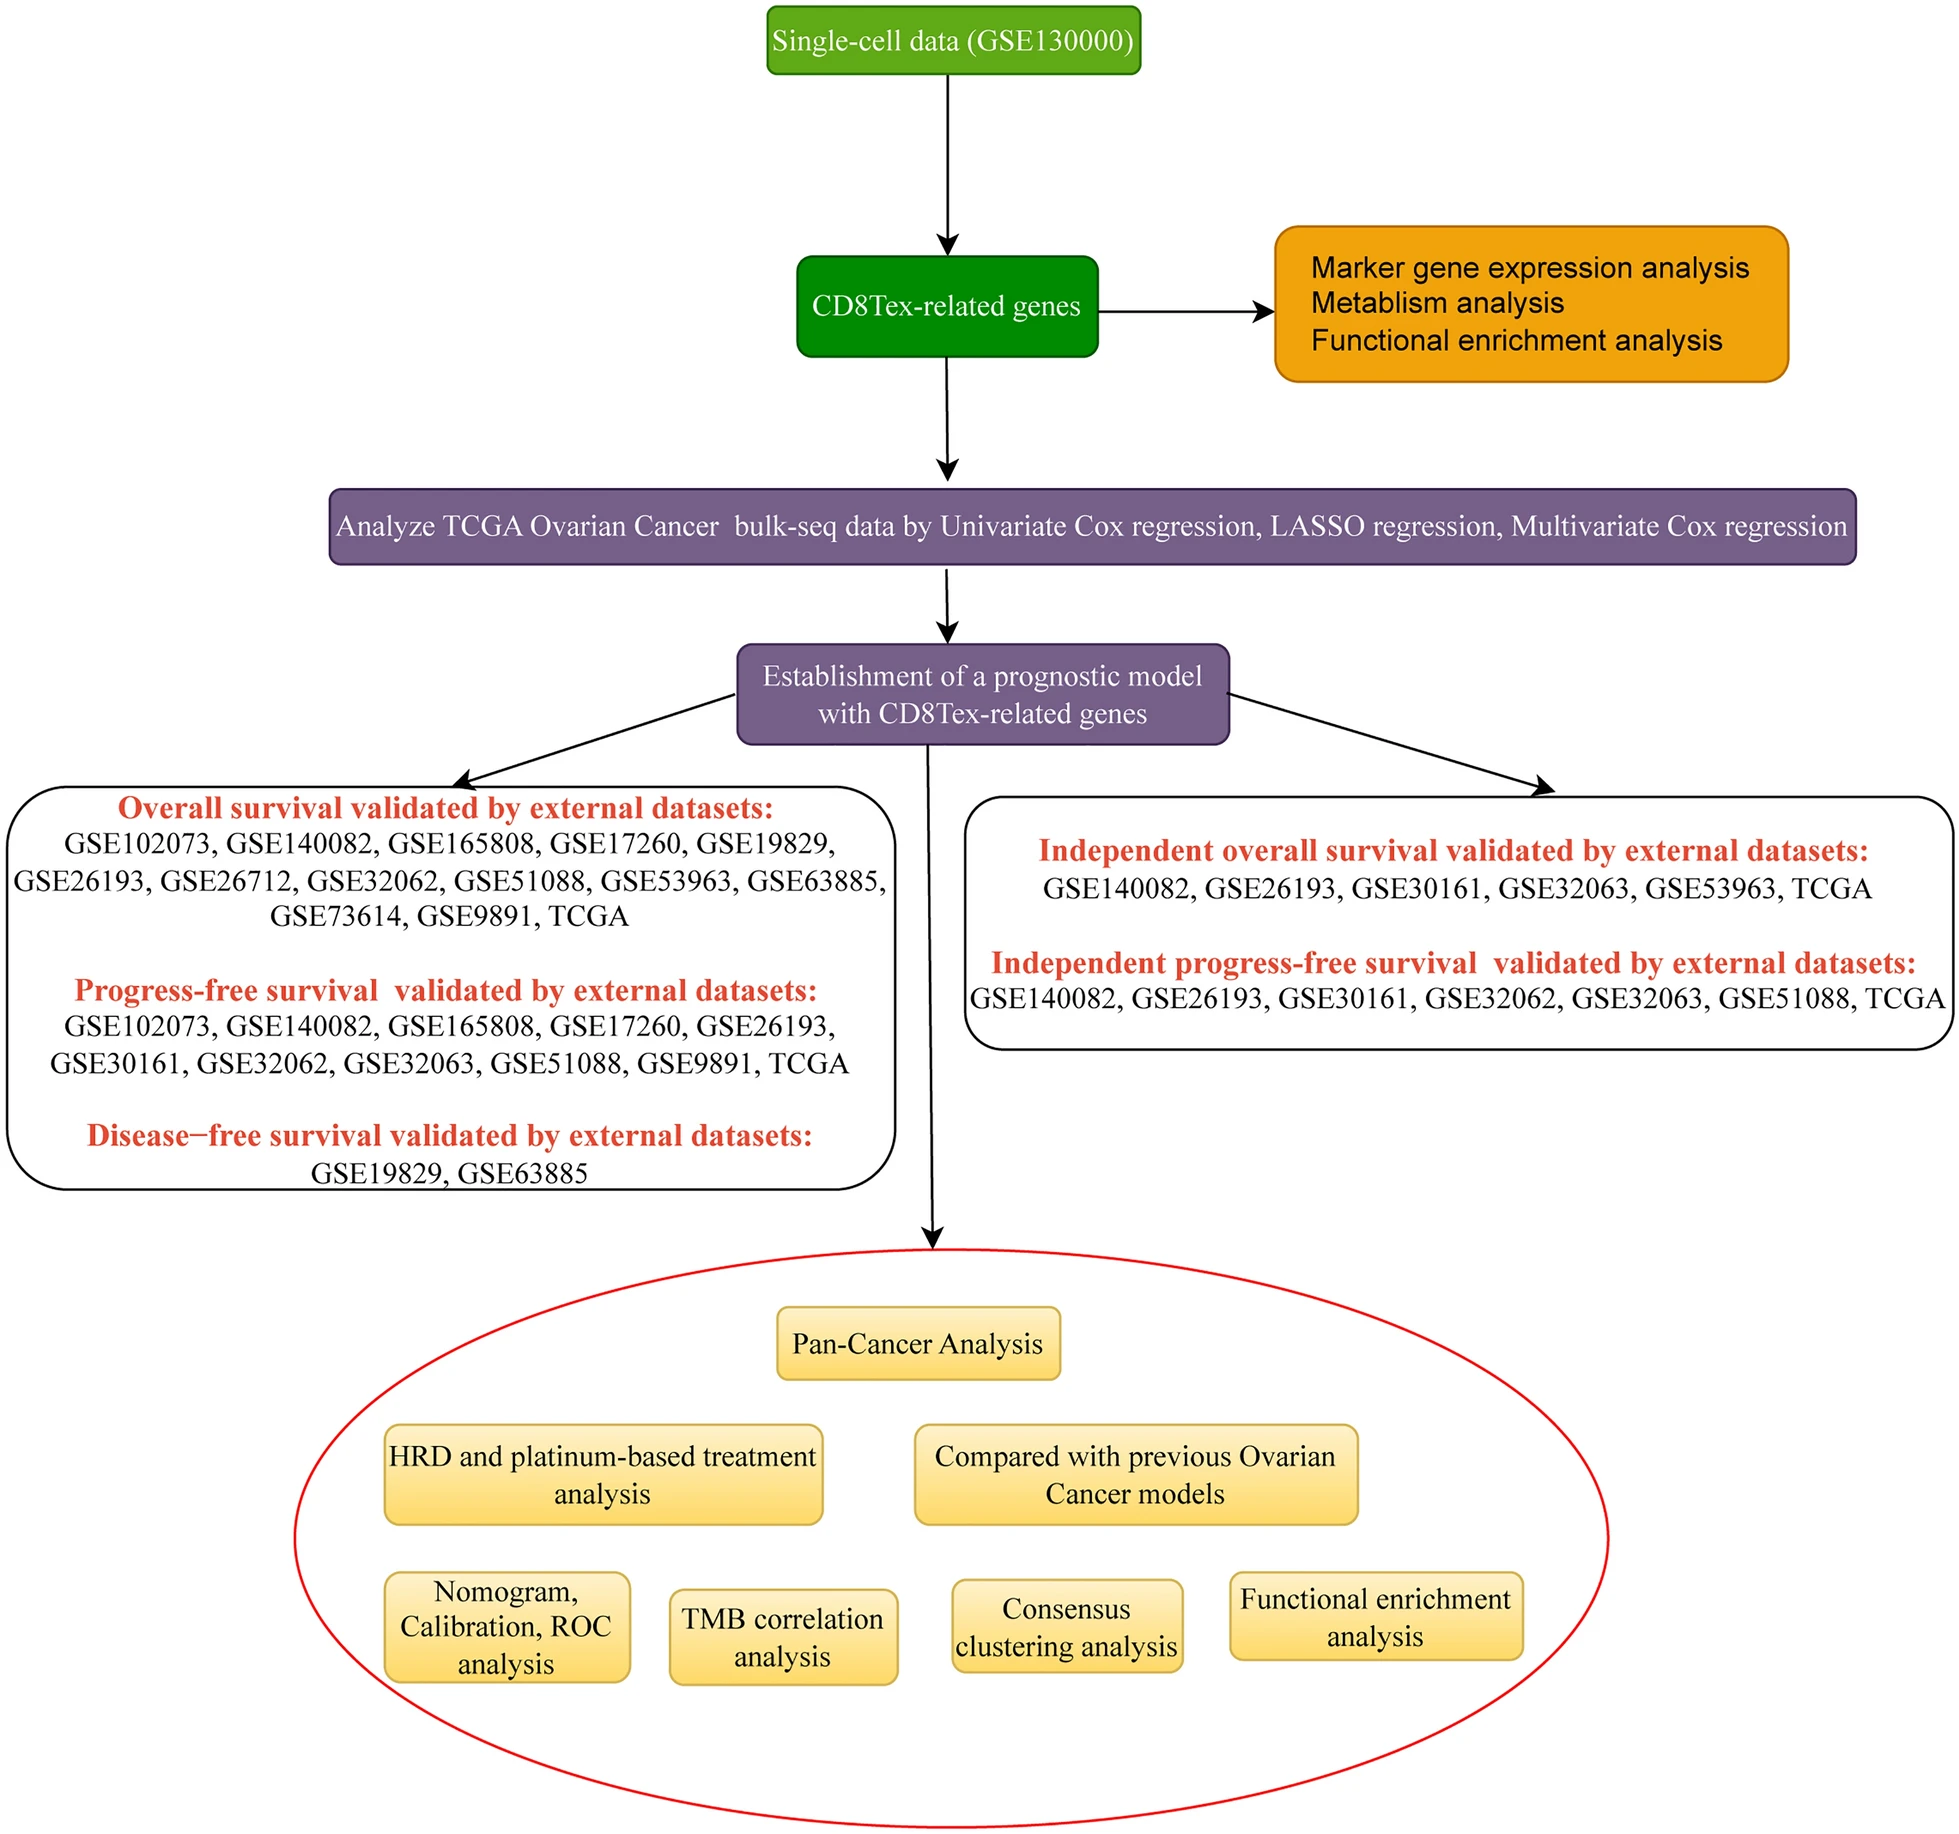 Single-cell data (GSE130000)
CD8Tex-related genes
Marker gene expression analysis
Metablism analysis
Functional enrichment analysis
Analyze TCGA Ovarian Cancer  bulk-seq data by Univariate Cox regression, LASSO regression, Multivariate Cox regression
Establishment of a prognostic model
with CD8Tex-related genes
Overall survival validated by external datasets:
GSE102073, GSE140082, GSE165808, GSE17260, GSE19829,
GSE26193, GSE26712, GSE32062, GSE51088, GSE53963, GSE63885,
GSE73614, GSE9891, TCGA
Progress-free survival  validated by external datasets:
GSE102073, GSE140082, GSE165808, GSE17260, GSE26193,
GSE30161, GSE32062, GSE32063, GSE51088, GSE9891, TCGA
Disease−free survival validated by external datasets:
GSE19829, GSE63885
Independent overall survival validated by external datasets:
GSE140082, GSE26193, GSE30161, GSE32063, GSE53963, TCGA
Independent progress-free survival  validated by external datasets:
GSE140082, GSE26193, GSE30161, GSE32062, GSE32063, GSE51088, TCGA
Pan-Cancer Analysis
HRD and platinum-based treatment
analysis
Compared with previous Ovarian
Cancer models
Nomogram,
Calibration, ROC
analysis
TMB correlation
analysis
Consensus
clustering analysis
Functional enrichment
analysis